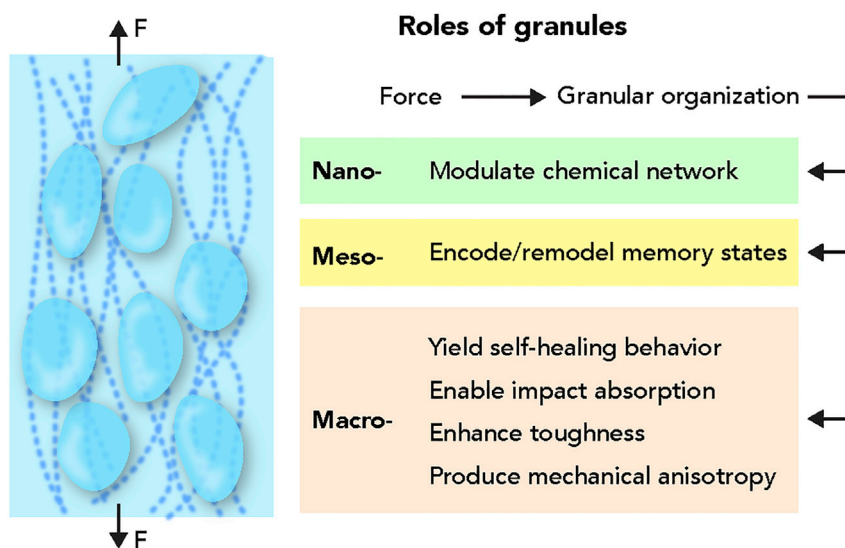 F
Roles of granules
Force Granular organization
Nano- Modulate chemical network
Meso- Encode/remodel memory states
Yield self-healing behavior
Enable impact absorption
Macro-
Enhance toughness
Produce mechanical anisotropy
F